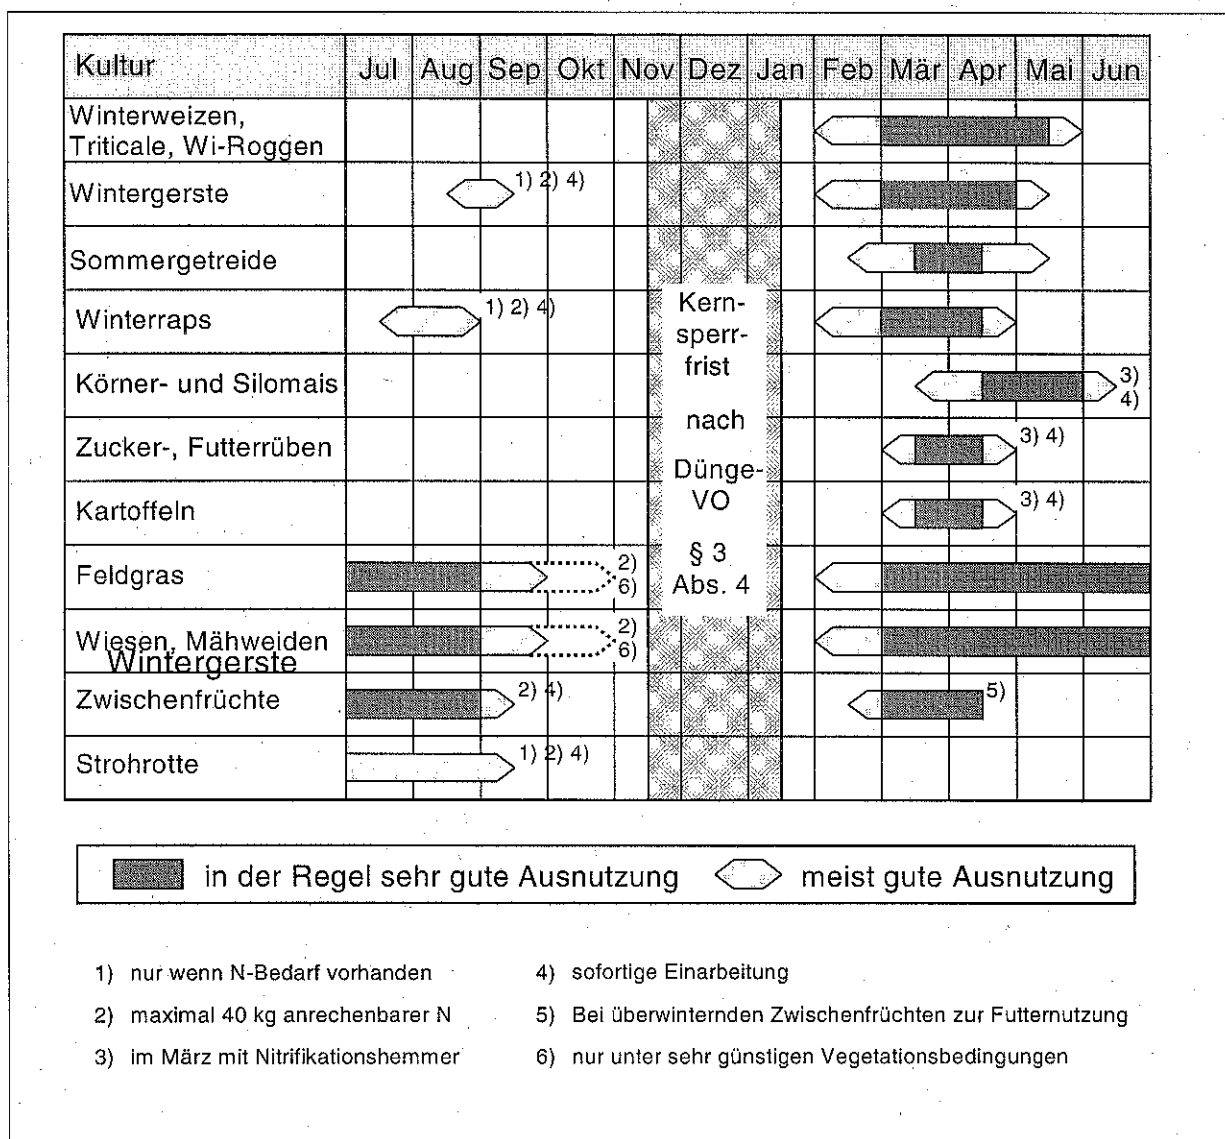 Kultur Jul Aug Sep Okt Nov Dez Jan Feb Mär Apr Mai Jun
Winterweizen,
Triticale, Wi-Roggen
Wintergerste 1) 2) 4)
Sommergetreide
Winterraps 1) 2) 4)
Körner- und Silomais 3)
4)
Zucker-, Futterrüben 3) 4)
Kartoffeln 3) 4)
Feldgras 2)
6)
Wiesen, Mähweiden 2)
6)
Wintergerste
Zwischenfrüchte 2) 4) 5)
Strohrotte 1) 2) 4)
Kern-
sperr-
frist
nach
Dünge-
VO
§ 3
Abs. 4
in der Regel sehr gute Ausnutzung meist gute Ausnutzung
1) nur wenn N-Bedarf vorhanden
2) maximal 40 kg anrechenbarer N
3) im März mit Nitrifikationshemmer
4) sofortige Einarbeitung
5) Bei überwinternden Zwischenfrüchten zur Futternutzung
6) nur unter sehr günstigen Vegetationsbedingungen